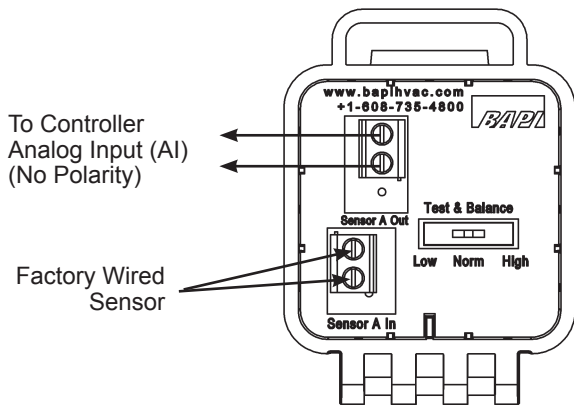 www.bapihvac.com
+1-608-735-4800
BAPI
To Controller
Analog Input (AI)
(No Polarity)
Sensor A Out
Test & Balance
Low Norm High
Factory Wired
Sensor
Sensor A In